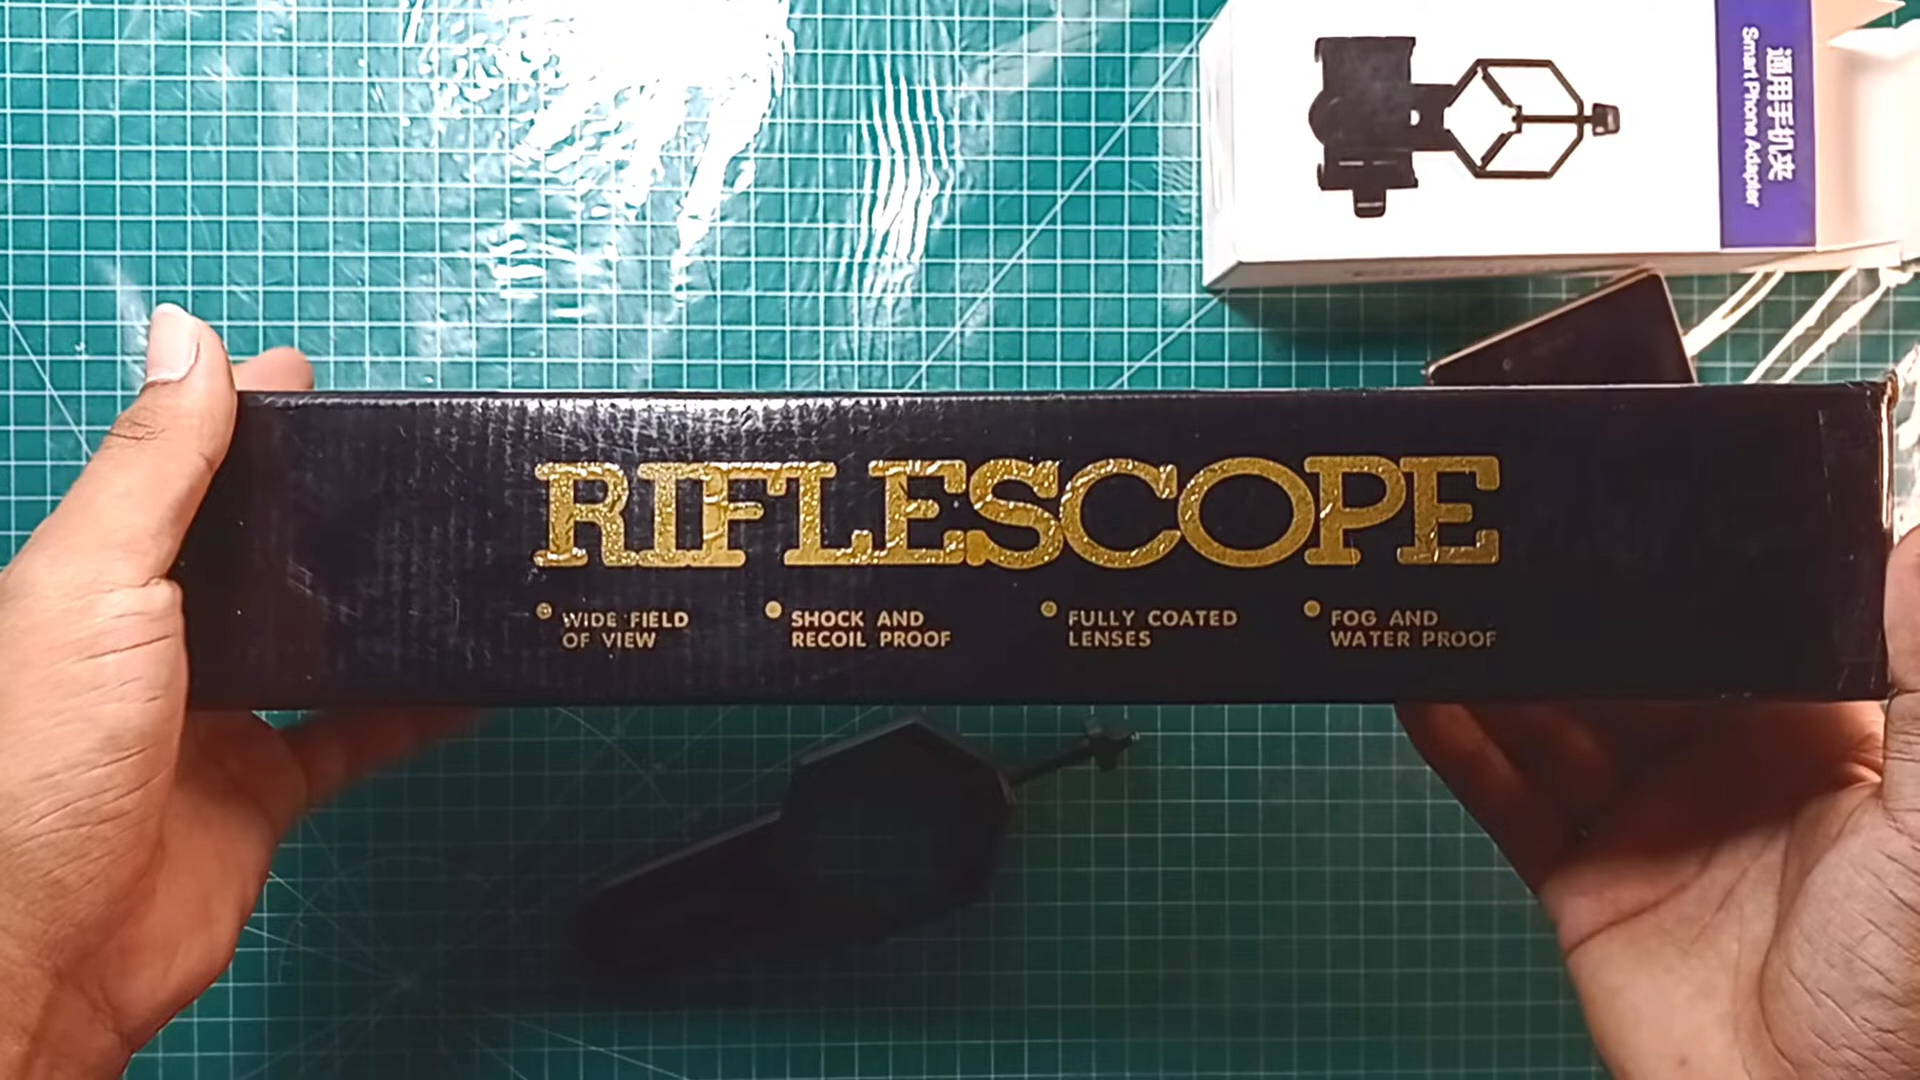 通用手机夹
Smart Phone Adapter
RIFLESCOPE
WIDE FIELD
OF VIEW
SHOCK AND
RECOIL PROOF
FULLY COATED
LENSES
FOG AND
WATER PROOF